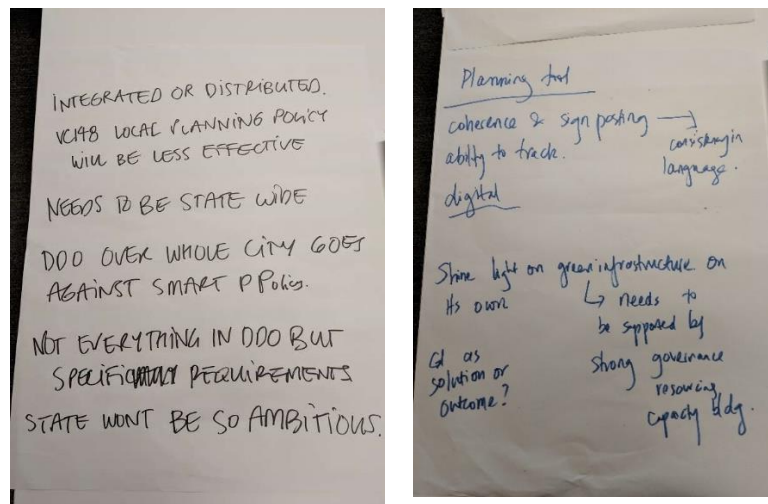 INTEGRATED OR DISTRIBUTED.
VC148 LOCAL PLANNING POLICY
WILL BE LESS EFFECTIVE
NEEDS TO BE STATE WIDE
DDO OVER WHOLE CITY GOES
AGAINST SMART P Policy.
NOT EVERYTHING IN DDO BUT
SPECIFIC REQUIREMENTS
STATE WONT BE SO AMBITIOUS.
Planning tool
coherence & sign posting →
consistency in
language.
ability to track.
digital
Shine light on green infrastructure on
its own
↳ needs to
be supported by
strong governance
resourcing
capacity bldg.
GI as
solution or
outcome?